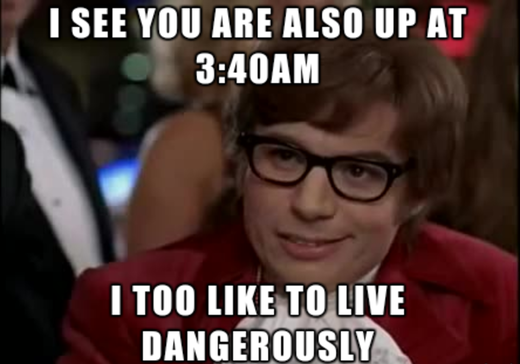 I SEE YOU ARE ALSO UP AT
3:40AM
I TOO LIKE TO LIVE
DANGEROUSLY